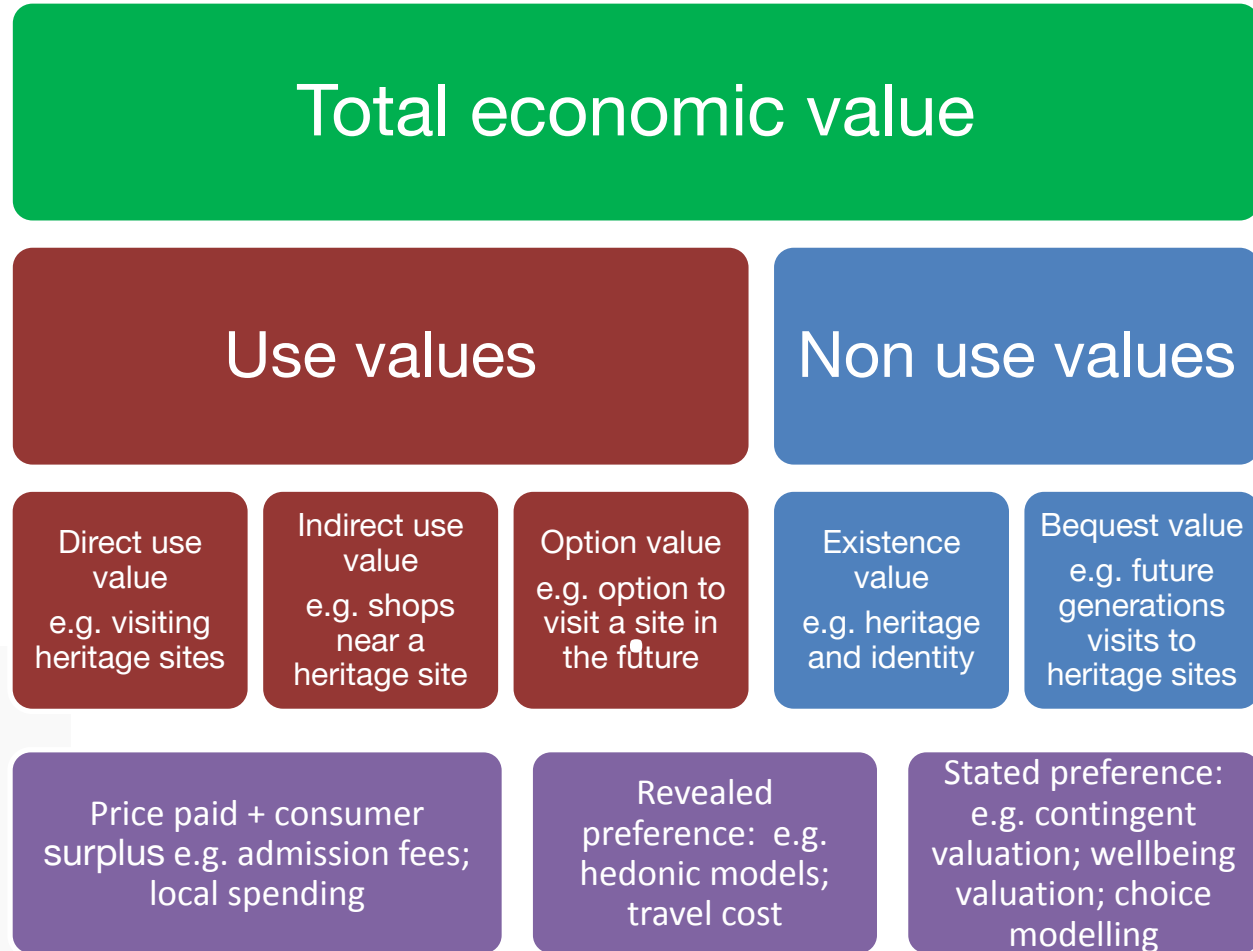 Total economic value
Use values
Non use values
Direct use
value
e.g. visiting
heritage sites
Indirect use
value
e.g. shops
near a
heritage site
Option value
e.g. option to
visit a site in
the future
Existence
value
e.g. heritage
and identity
Bequest value
e.g. future
generations
visits to
heritage sites
Price paid + consumer
surplus e.g. admission fees;
local spending
Revealed
preference: e.g.
hedonic models;
travel cost
Stated preference:
e.g. contingent
valuation; wellbeing
valuation; choice
modelling